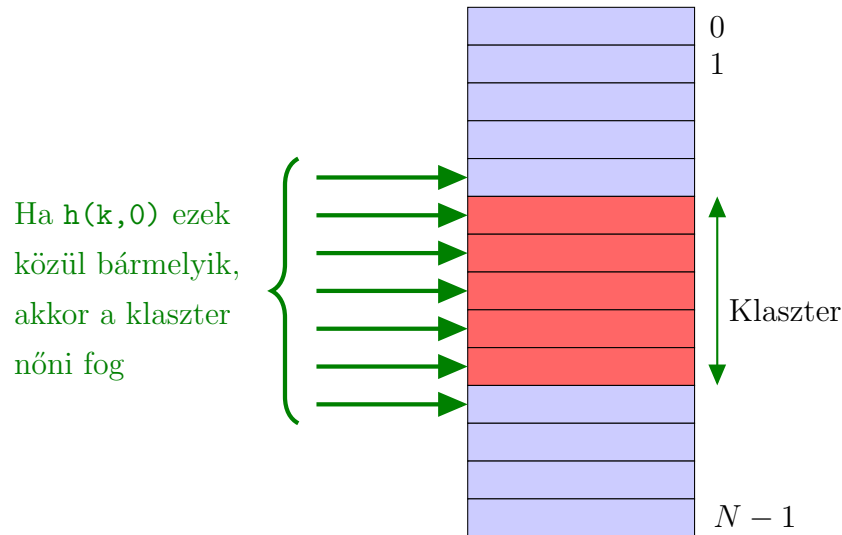 0
1
Ha h(k,0) ezek
közül bármelyik,
akkor a klaszter
nőni fog
Klaszter
N − 1